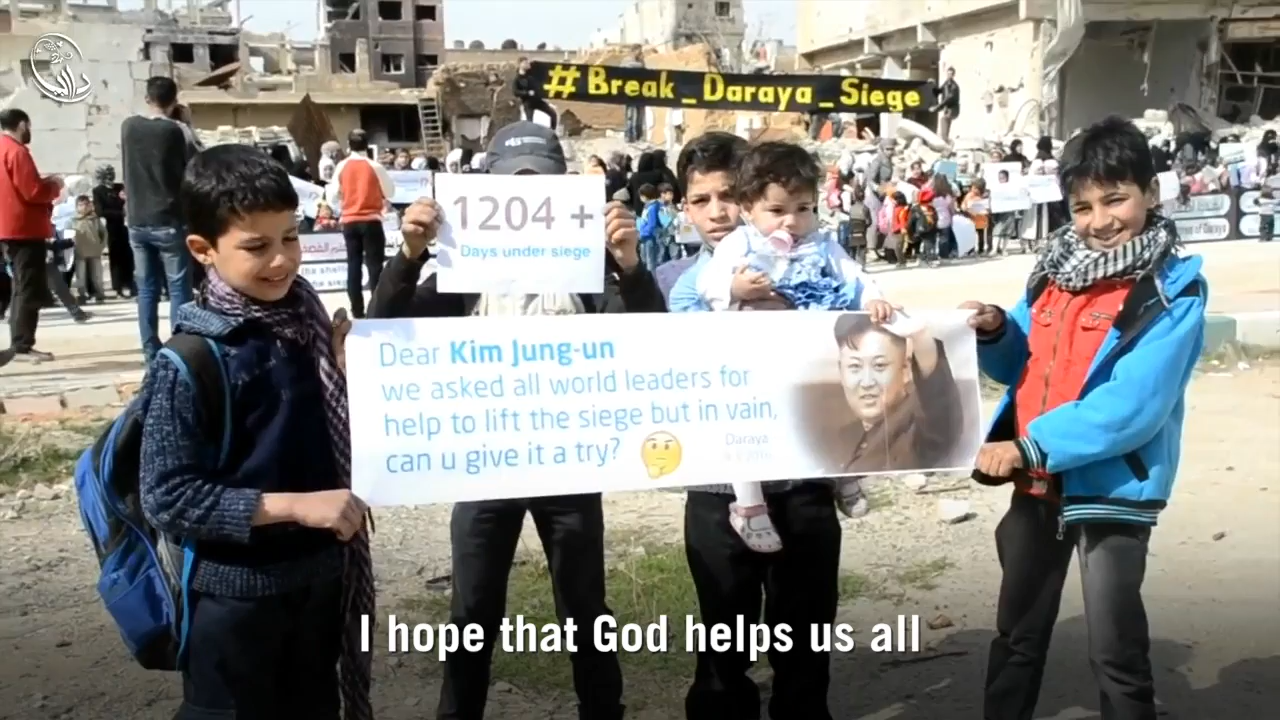 داريا
#Break_Daraya_Siege
1204 +
Days under siege
Dear Kim Jung-un
we asked all world leaders for
help to lift the siege but in vain,
can u give it a try? 🤔
Daraya
I hope that God helps us all